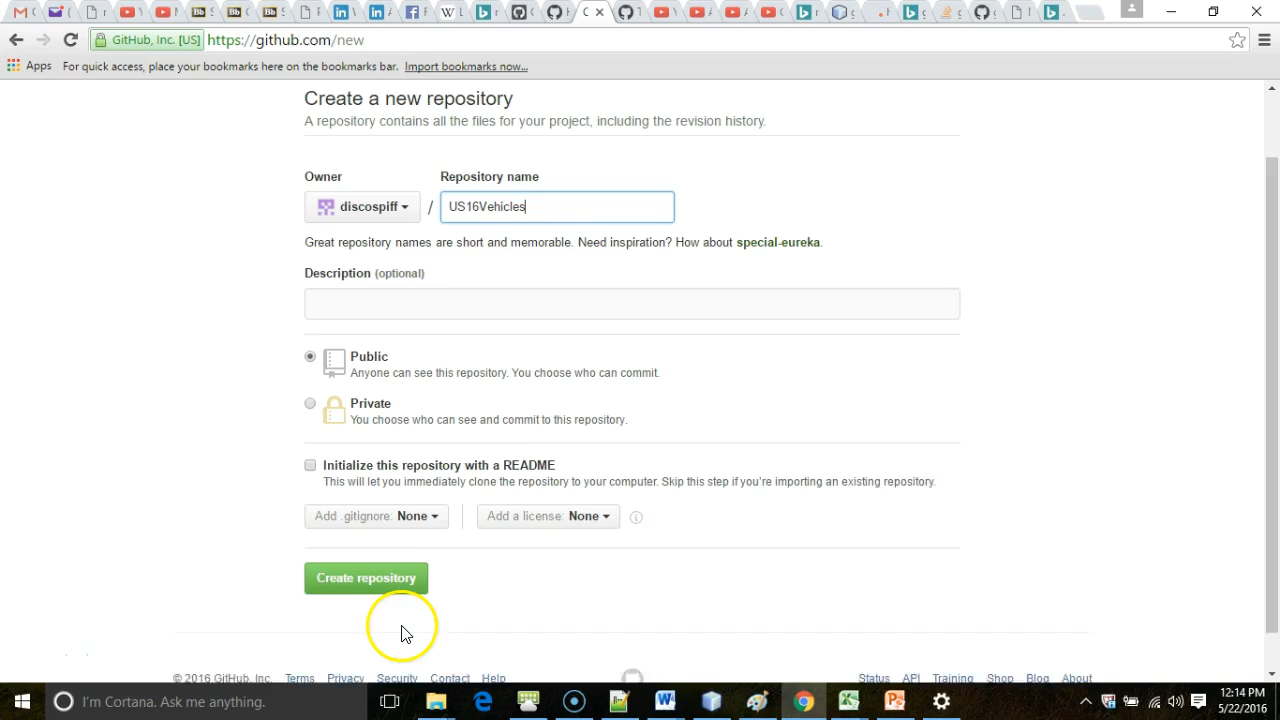 GitHub, Inc. [US] https://github.com/new
Apps For quick access, place your bookmarks here on the bookmarks bar. Import bookmarks now...
Create a new repository
A repository contains all the files for your project, including the revision history.
Owner Repository name
discospiff / US16Vehicles
Great repository names are short and memorable. Need inspiration? How about special-eureka.
Description (optional)
Public
Anyone can see this repository. You choose who can commit.
Private
You choose who can see and commit to this repository.
Initialize this repository with a README
This will let you immediately clone the repository to your computer. Skip this step if you're importing an existing repository.
Add .gitignore: None Add a license: None
Create repository
© 2016 GitHub, Inc. Terms Privacy Security Contact Help Status API Training Shop Blog About
I'm Cortana. Ask me anything.
12:14 PM
5/22/2016